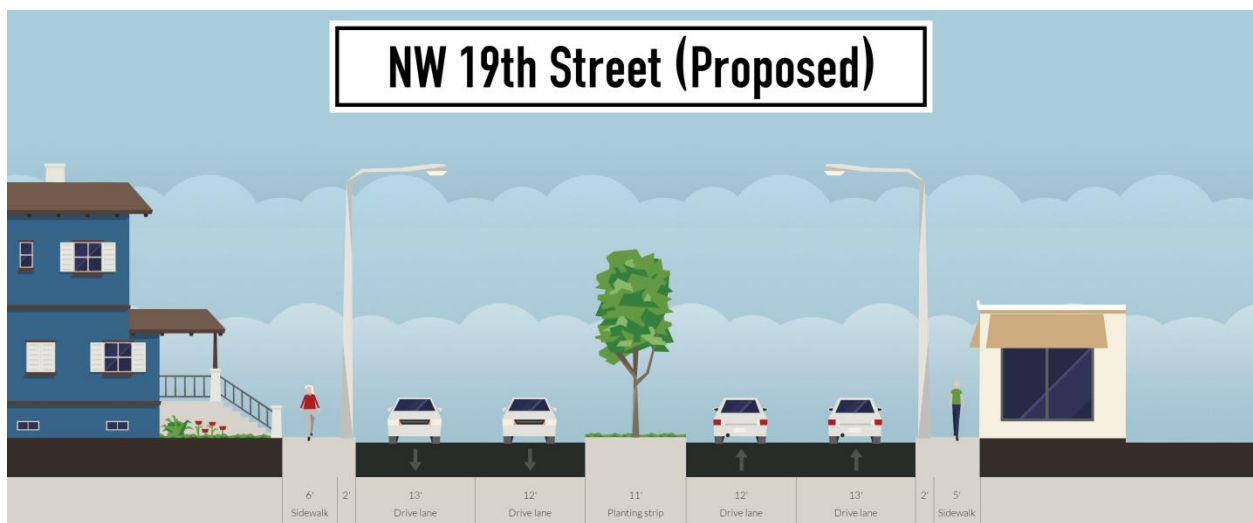 NW 19th Street (Proposed)
6' 2' 13' 12' 11' 12' 13' 2' 5'
Sidewalk Drive lane Drive lane Planting strip Drive lane Drive lane Sidewalk